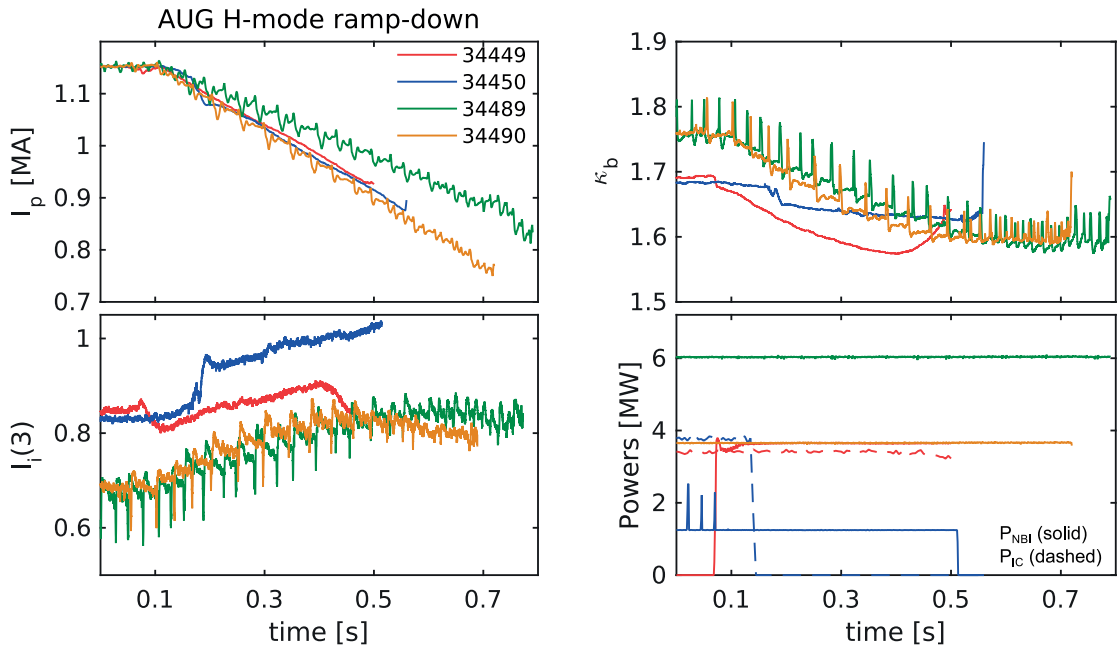 AUG H-mode ramp-down
34449
34450
34489
34490
I_p [MA]
1.1
1
0.9
0.8
0.7
κ_b
1.9
1.8
1.7
1.6
1.5
l_i(3)
1
0.8
0.6
0.1 0.3 0.5 0.7
time [s]
Powers [MW]
6
4
2
0
P_NBI (solid)
P_IC (dashed)
0.1 0.3 0.5 0.7
time [s]